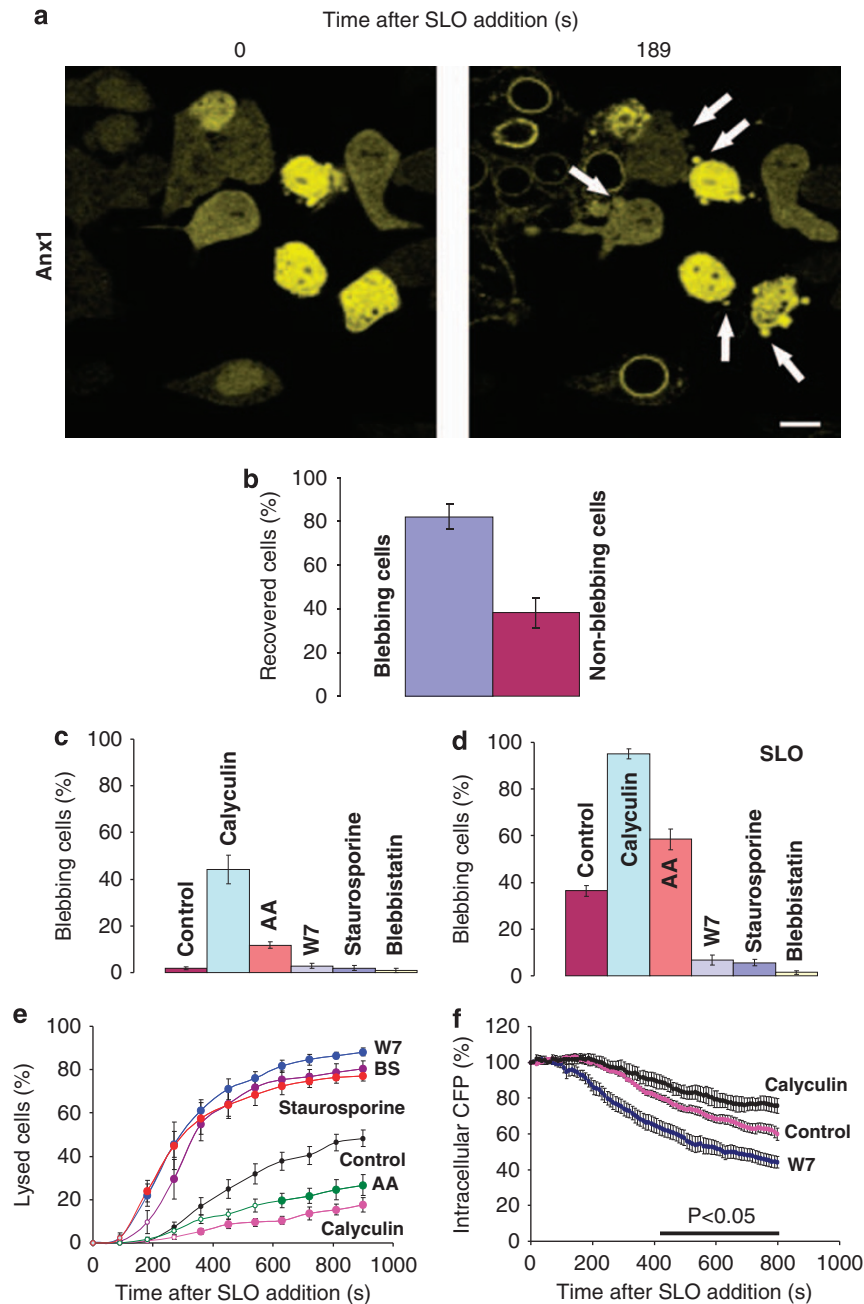 a
Time after SLO addition (s)
0
189
Anx1
b
Recovered cells (%)
100
80
60
40
20
0
Blebbing cells
Non-blebbing cells
c
Blebbing cells (%)
100
80
60
40
20
0
Control
Calyculin
AA
W7
Staurosporine
Blebbistatin
d
SLO
Blebbing cells (%)
100
80
60
40
20
0
Control
Calyculin
AA
W7
Staurosporine
Blebbistatin
e
Lysed cells (%)
100
80
60
40
20
0
W7
BS
Staurosporine
Control
AA
Calyculin
0 200 400 600 800 1000
Time after SLO addition (s)
f
Intracellular CFP (%)
120
100
80
60
40
20
0
Calyculin
Control
W7
P<0.05
0 200 400 600 800 1000
Time after SLO addition (s)